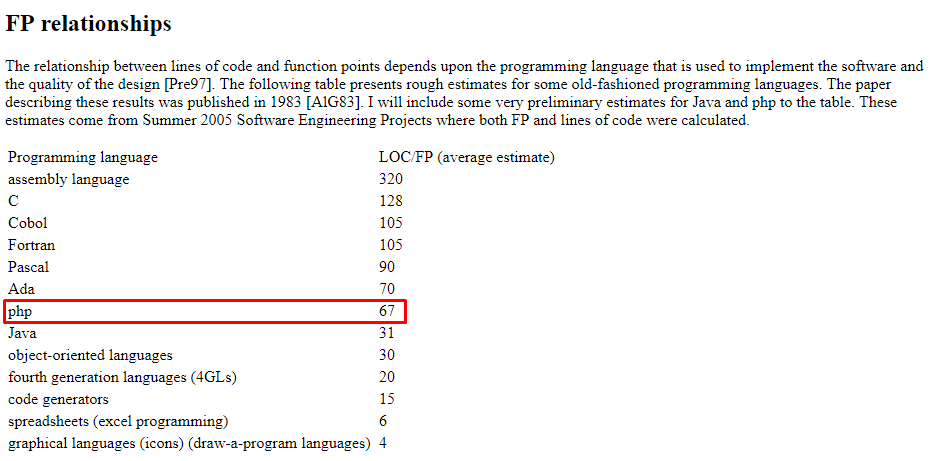 FP relationships
The relationship between lines of code and function points depends upon the programming language that is used to implement the software and
the quality of the design [Pre97]. The following table presents rough estimates for some old-fashioned programming languages. The paper
describing these results was published in 1983 [AlG83]. I will include some very preliminary estimates for Java and php to the table. These
estimates come from Summer 2005 Software Engineering Projects where both FP and lines of code were calculated.
Programming language LOC/FP (average estimate)
assembly language 320
C 128
Cobol 105
Fortran 105
Pascal 90
Ada 70
php 67
Java 31
object-oriented languages 30
fourth generation languages (4GLs) 20
code generators 15
spreadsheets (excel programming) 6
graphical languages (icons) (draw-a-program languages) 4